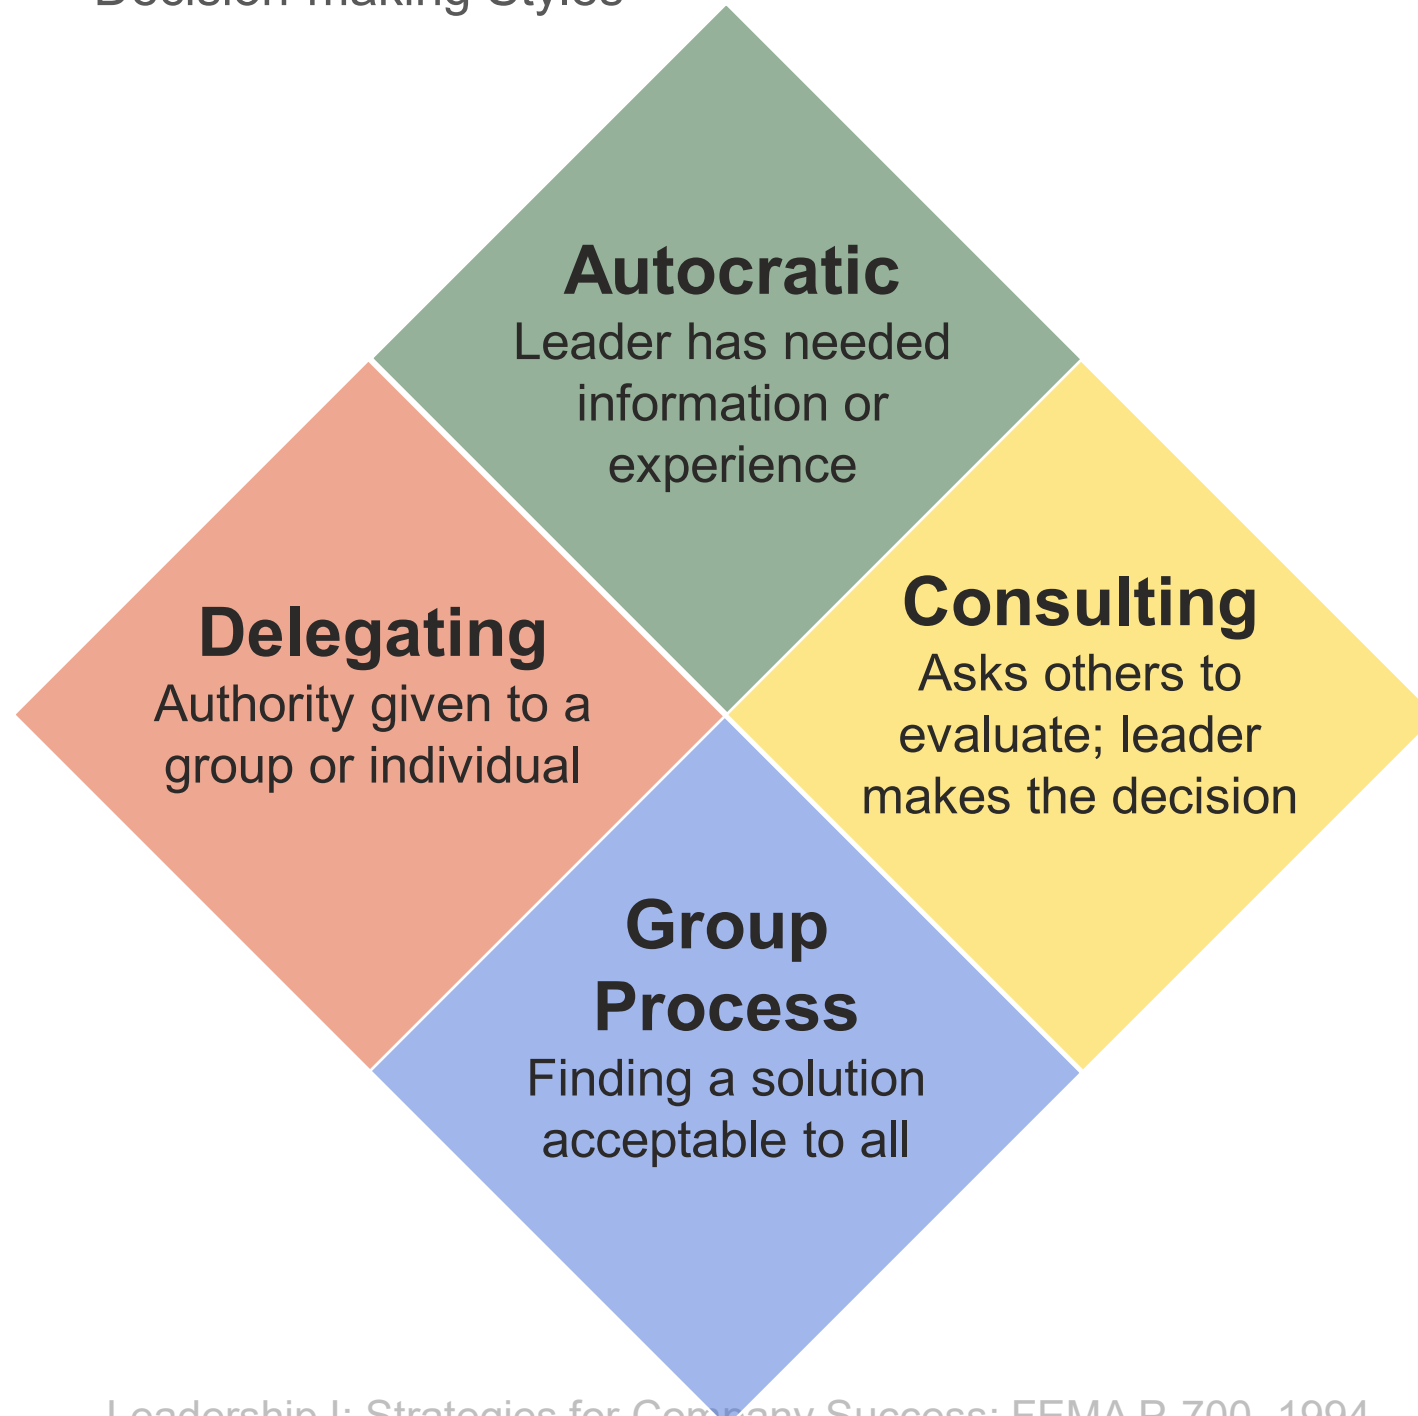 Decision-making Styles
Autocratic
Leader has needed
information or
experience
Delegating
Authority given to a
group or individual
Consulting
Asks others to
evaluate; leader
makes the decision
Group
Process
Finding a solution
acceptable to all
Leadership I: Strategies for Company Success; FEMA P-700, 1994